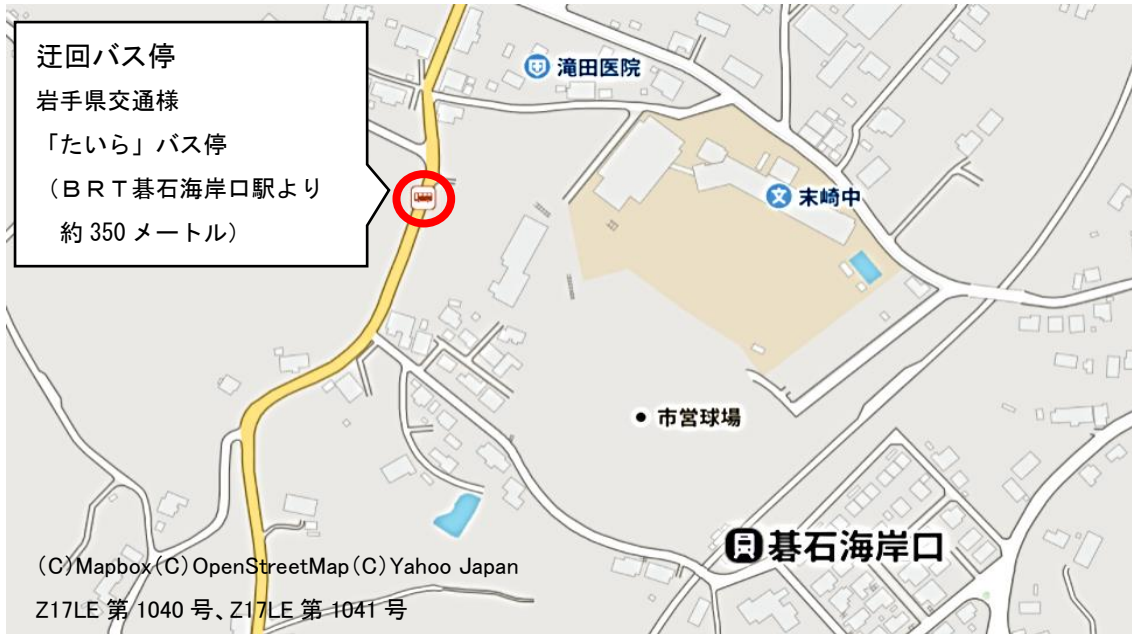 迂回バス停
岩手県交通様
「たいら」バス停
（ＢＲＴ碁石海岸口駅より
約 350 メートル）
滝田医院
末崎中
市営球場
碁石海岸口
(C)Mapbox(C)OpenStreetMap(C)Yahoo Japan
Z17LE 第 1040 号、Z17LE 第 1041 号